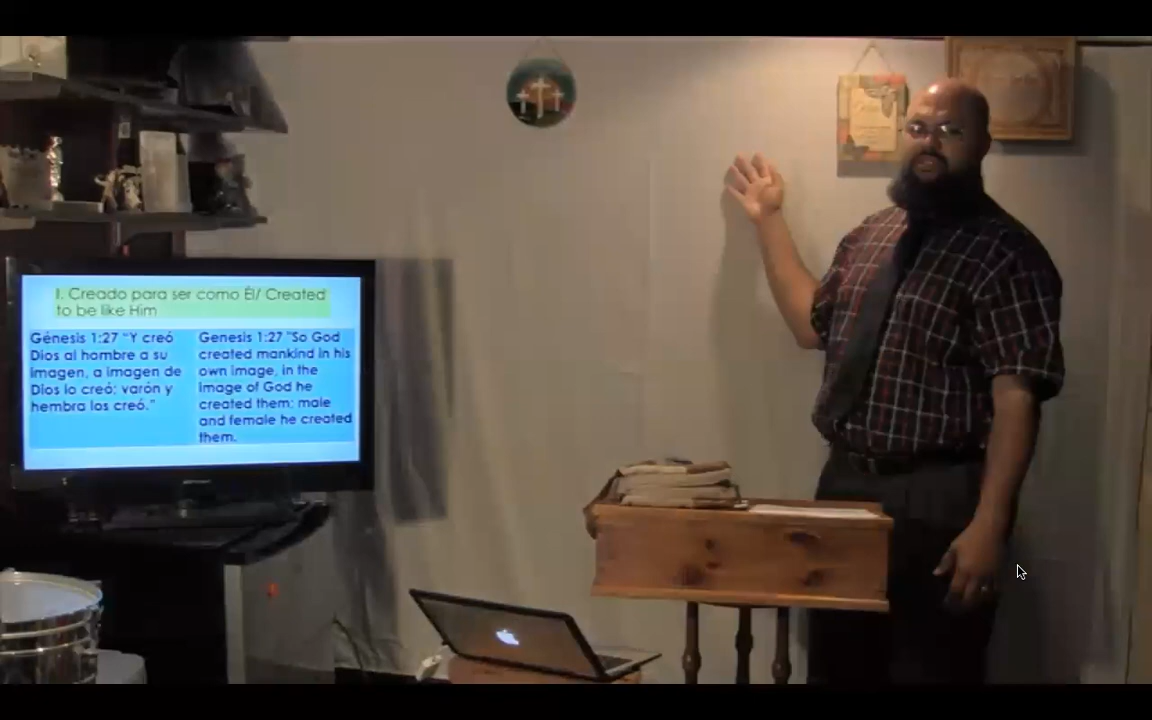 I. Creado para ser como Él/ Created
to be like Him
Génesis 1:27 "Y creó
Dios al hombre a su
imagen, a imagen de
Dios lo creó; varón y
hembra los creó."
Genesis 1:27 "So God
created mankind in his
own image, in the
image of God he
created them; male
and female he created
them.